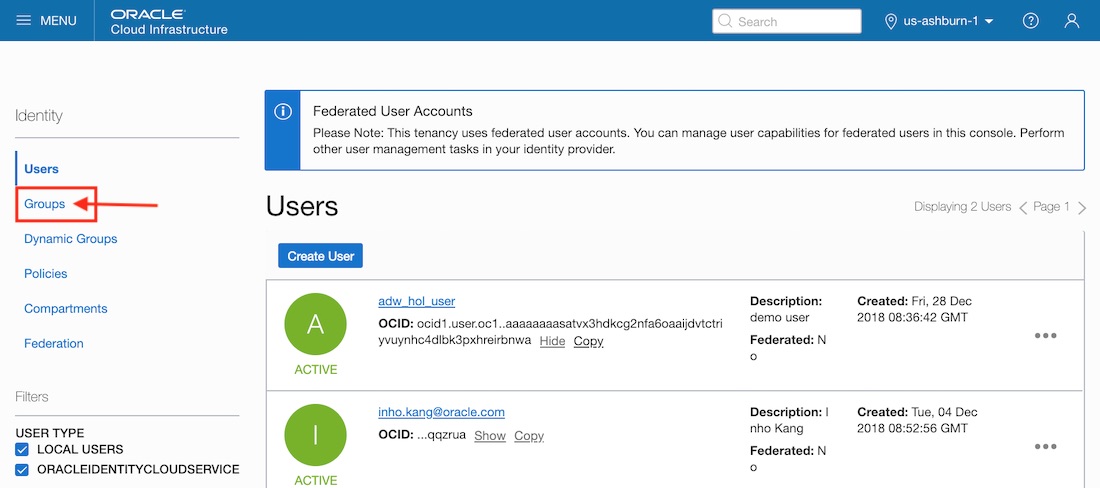 MENU
ORACLE
Cloud Infrastructure
Search
us-ashburn-1
Identity
Users
Groups
Dynamic Groups
Policies
Compartments
Federation
Filters
USER TYPE
LOCAL USERS
ORACLEIDENTITYCLOUDSERVICE
Federated User Accounts
Please Note: This tenancy uses federated user accounts. You can manage user capabilities for federated users in this console. Perform
other user management tasks in your identity provider.
Users
Displaying 2 Users
Page 1
Create User
A
ACTIVE
adw_hol_user
OCID: ocid1.user.oc1..aaaaaaaasatvx3hdkcg2nfa6oaaijdvtctri
yvuynhc4dlbk3pxhreirbnwa Hide Copy
Description:
demo user
Federated: N
o
Created: Fri, 28 Dec
2018 08:36:42 GMT
I
ACTIVE
inho.kang@oracle.com
OCID: ...qqzrua Show Copy
Description: I
nho Kang
Federated: N
o
Created: Tue, 04 Dec
2018 08:52:56 GMT